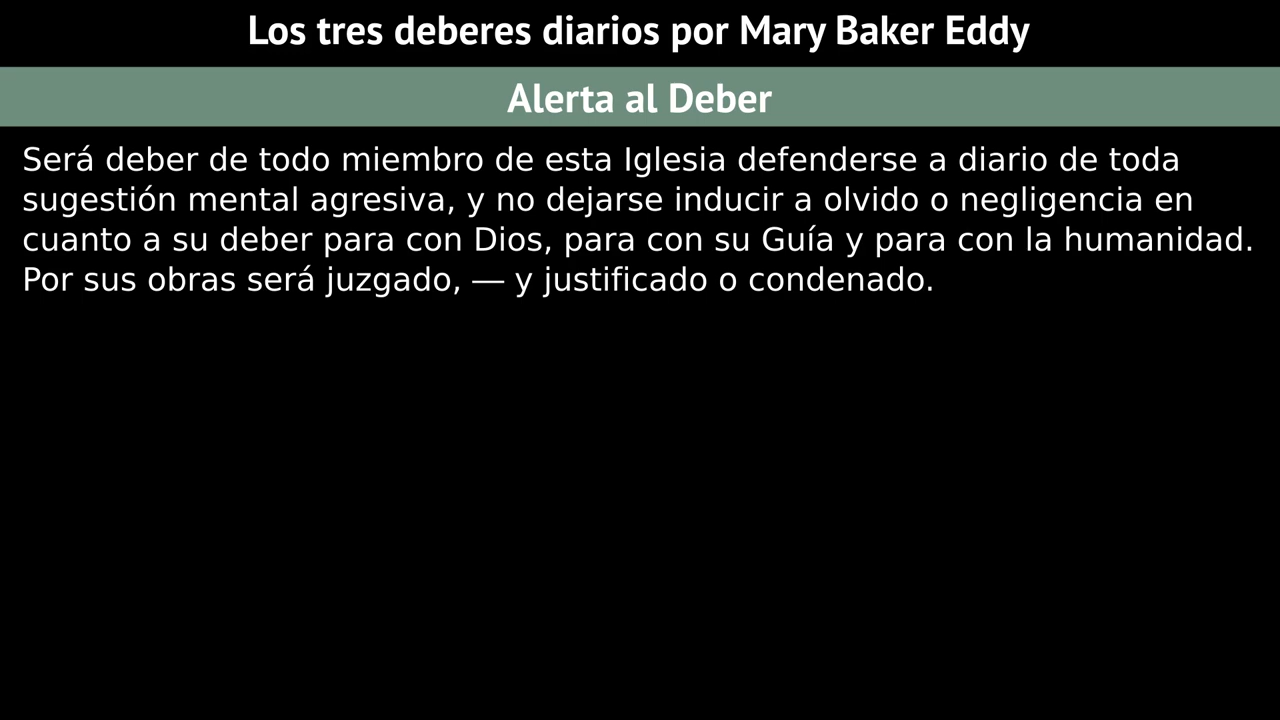 Los tres deberes diarios por Mary Baker Eddy
Alerta al Deber
Será deber de todo miembro de esta Iglesia defenderse a diario de toda
sugestión mental agresiva, y no dejarse inducir a olvido o negligencia en
cuanto a su deber para con Dios, para con su Guía y para con la humanidad.
Por sus obras será juzgado, — y justificado o condenado.